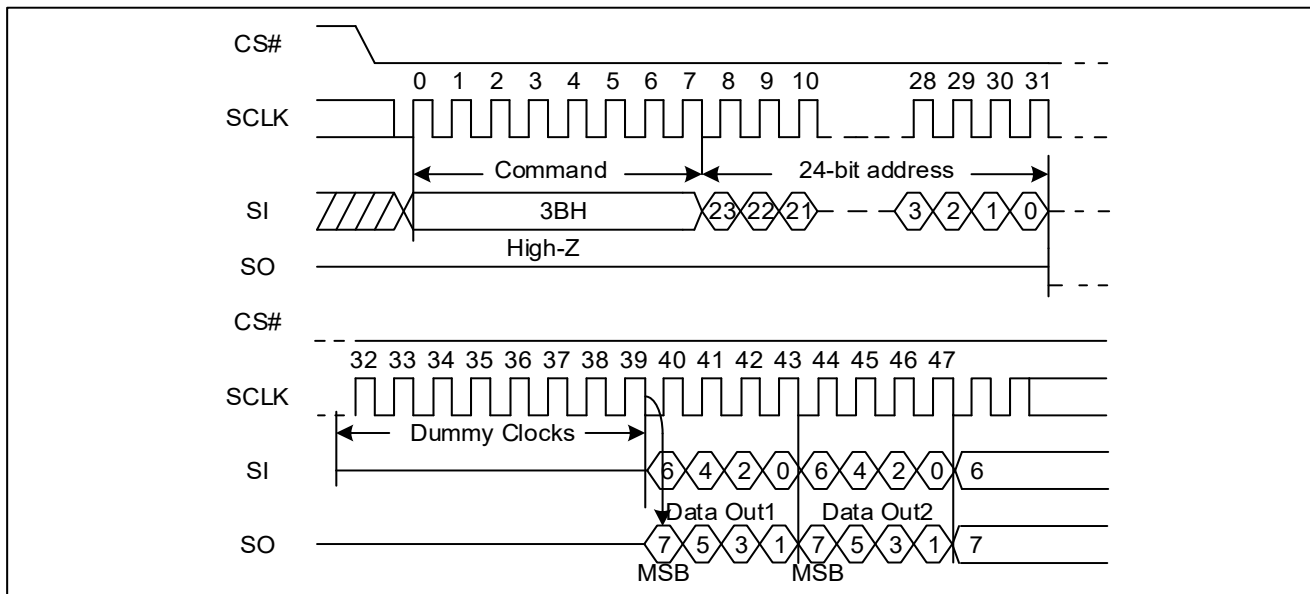 CS#
0 1 2 3 4 5 6 7 8 9 10 28 29 30 31
SCLK
Command 24-bit address
SI 3BH 23 22 21 3 2 1 0
High-Z
SO
CS#
32 33 34 35 36 37 38 39 40 41 42 43 44 45 46 47
SCLK
Dummy Clocks
SI 6 4 2 0 6 4 2 0 6
Data Out1 Data Out2
SO 7 5 3 1 7 5 3 1 7
MSB MSB